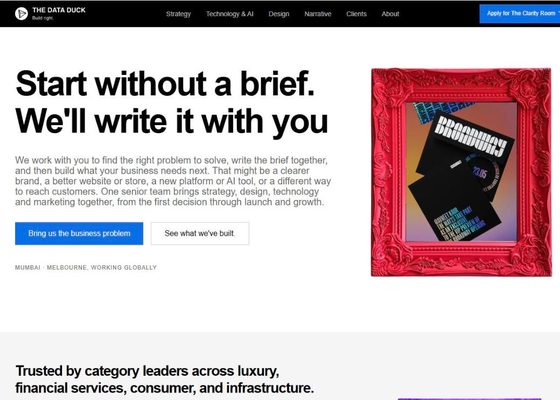 THE DATA DUCK
Build right.
Strategy Technology & AI Design Narrative Clients About
Apply for The Clarity Room
Start without a brief.
We'll write it with you
We work with you to find the right problem to solve, write the brief together,
and then build what your business needs next. That might be a clearer
brand, a better website or store, a new platform or AI tool, or a different way
to reach customers. One senior team brings strategy, design, technology
and marketing together, from the first decision through launch and growth.
Bring us the business problem
See what we've built
MUMBAI · MELBOURNE, WORKING GLOBALLY
BROADWAY
23.05
Trusted by category leaders across luxury,
financial services, consumer, and infrastructure.